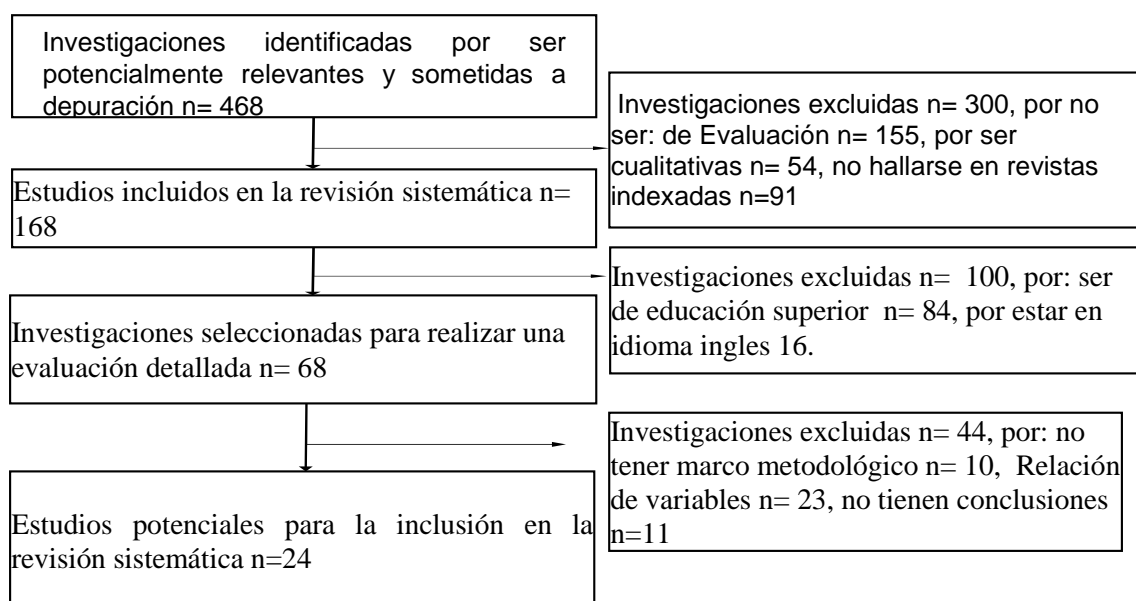 Investigaciones identificadas por ser
potencialmente relevantes y sometidas a
depuración n= 468
Investigaciones excluidas n= 300, por no
ser: de Evaluación n= 155, por ser
cualitativas n= 54, no hallarse en revistas
indexadas n=91
Estudios incluidos en la revisión sistemática n=
168
Investigaciones excluidas n= 100, por: ser
de educación superior n= 84, por estar en
idioma ingles 16.
Investigaciones seleccionadas para realizar una
evaluación detallada n= 68
Investigaciones excluidas n= 44, por: no
tener marco metodológico n= 10, Relación
de variables n= 23, no tienen conclusiones
n=11
Estudios potenciales para la inclusión en la
revisión sistemática n=24